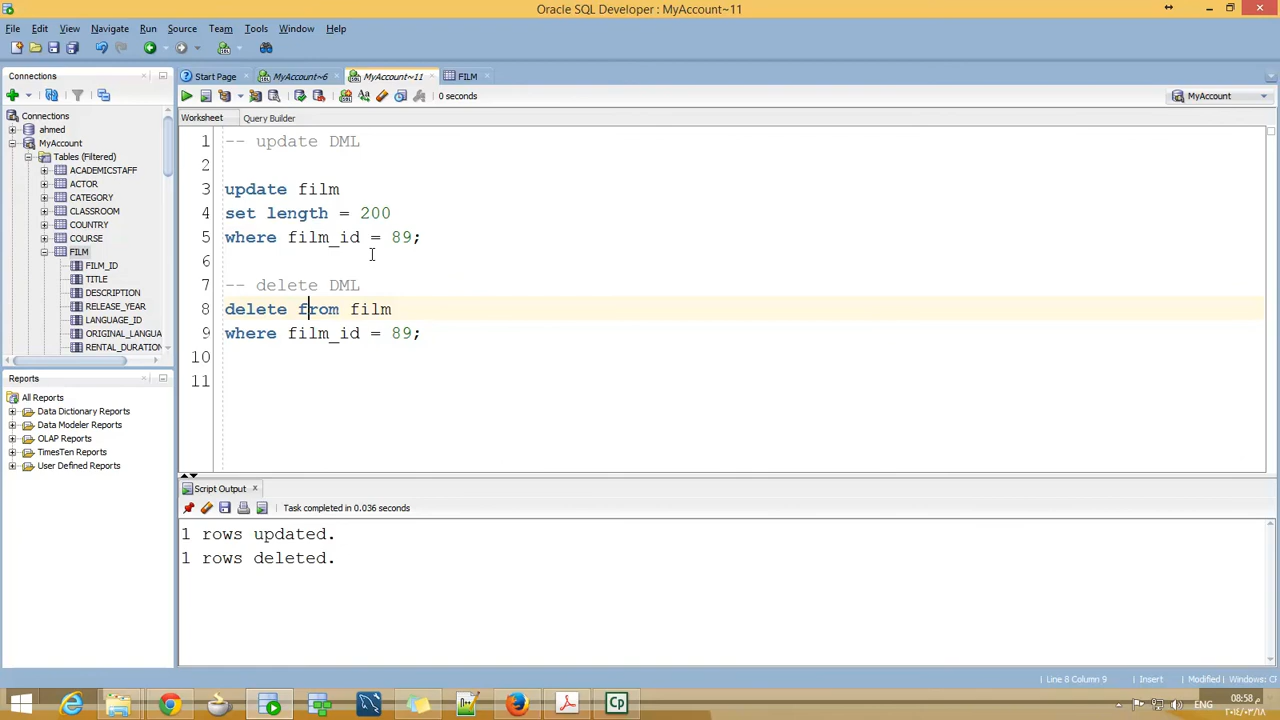 Oracle SQL Developer : MyAccount~11
File Edit View Navigate Run Source Team Tools Window Help
Connections
Start Page MyAccount~6 MyAccount~11 FILM
0 seconds
MyAccount
Worksheet Query Builder
Connections
ahmed
MyAccount
Tables (Filtered)
ACADEMICSTAFF
ACTOR
CATEGORY
CLASSROOM
COUNTRY
COURSE
FILM
FILM_ID
TITLE
DESCRIPTION
RELEASE_YEAR
LANGUAGE_ID
ORIGINAL_LANGUA
RENTAL_DURATION
1 -- update DML
2
3 update film
4 set length = 200
5 where film_id = 89;
6
7 -- delete DML
8 delete from film
9 where film_id = 89;
10
11
Reports
All Reports
Data Dictionary Reports
Data Modeler Reports
OLAP Reports
TimesTen Reports
User Defined Reports
Script Output
Task completed in 0.036 seconds
1 rows updated.
1 rows deleted.
Line 8 Column 9 Insert Modified Windows: Cl
ENG
م 08:58
٢٠١٤/٠٣/١٨